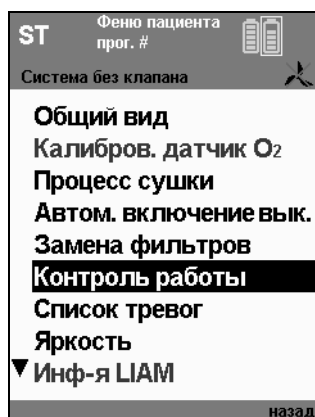 ST
Феню пациента
прог. #
Система без клапана
Общий вид
Калибров. датчик O₂
Процесс сушки
Автом. включение вык.
Замена фильтров
Контроль работы
Список тревог
Яркость
Инф-я LIAM
назад